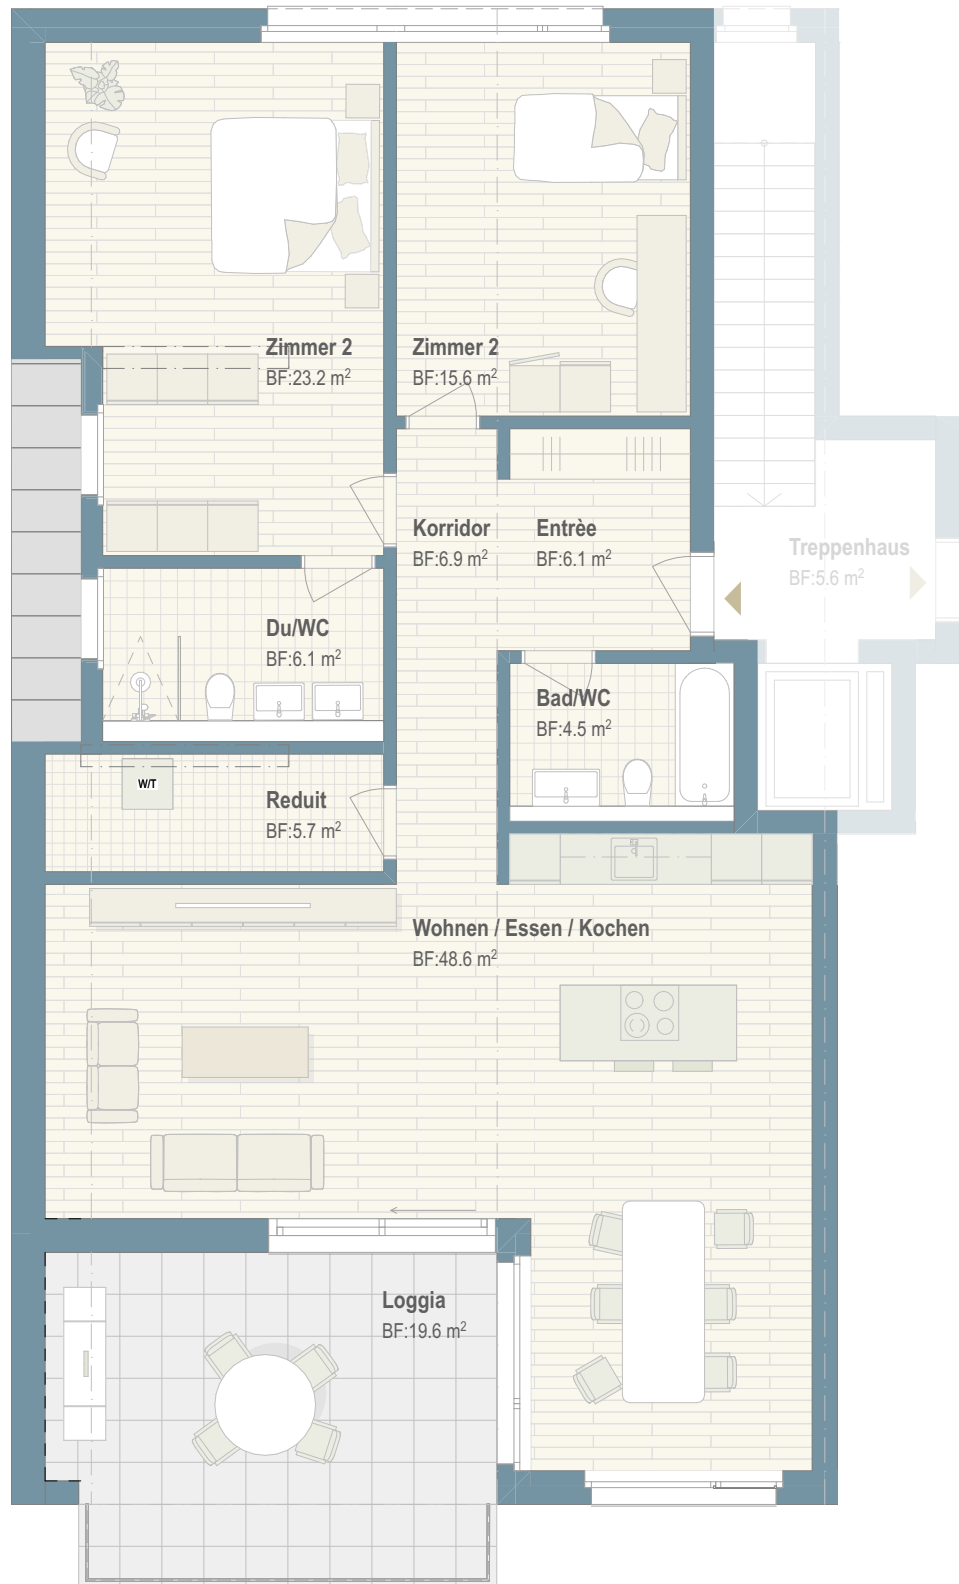 Zimmer 2
BF:23.2 m²
Zimmer 2
BF:15.6 m²
Korridor
BF:6.9 m²
Entrèe
BF:6.1 m²
Treppenhaus
BF:5.6 m²
Du/WC
BF:6.1 m²
Bad/WC
BF:4.5 m²
W/T
Reduit
BF:5.7 m²
Wohnen / Essen / Kochen
BF:48.6 m²
Loggia
BF:19.6 m²